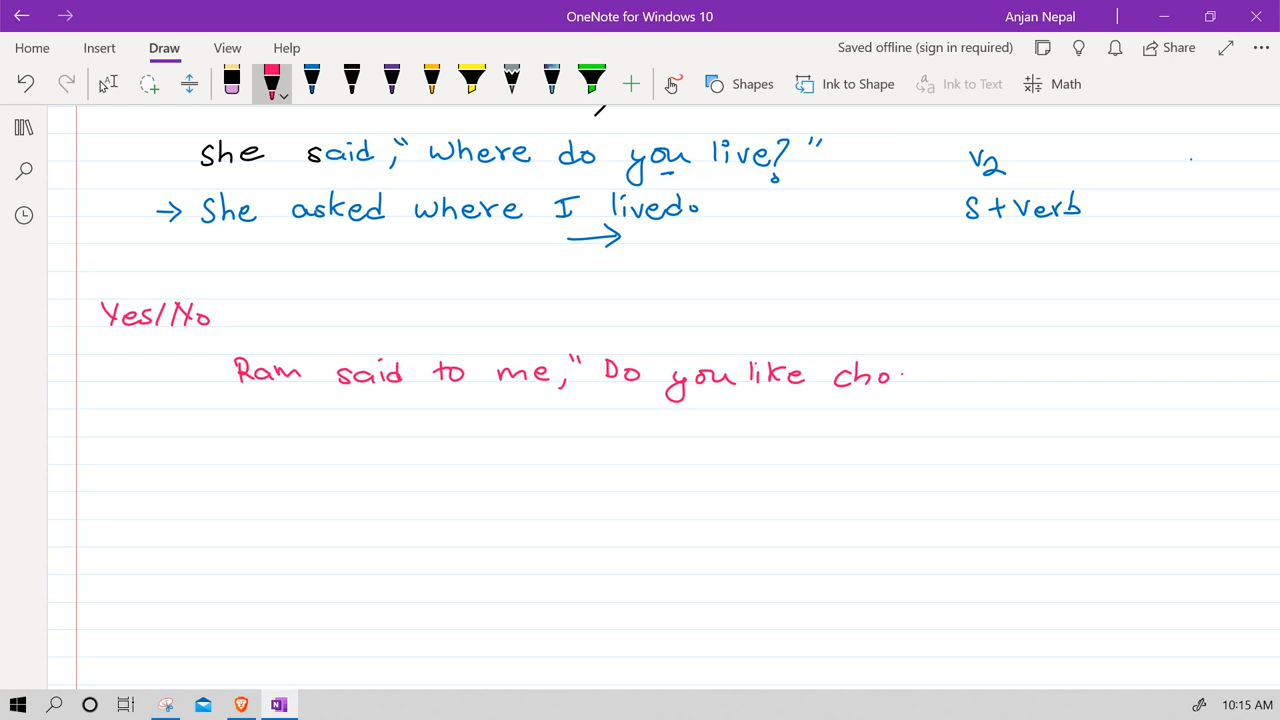 OneNote for Windows 10
Anjan Nepal
Home Insert Draw View Help
Saved offline (sign in required)
Share
Shapes
Ink to Shape
Ink to Text
Math
She said," Where do you live?"
V2
→ She asked where I lived.
S + Verb
Yes/No
Ram said to me," Do you like cho
10:15 AM